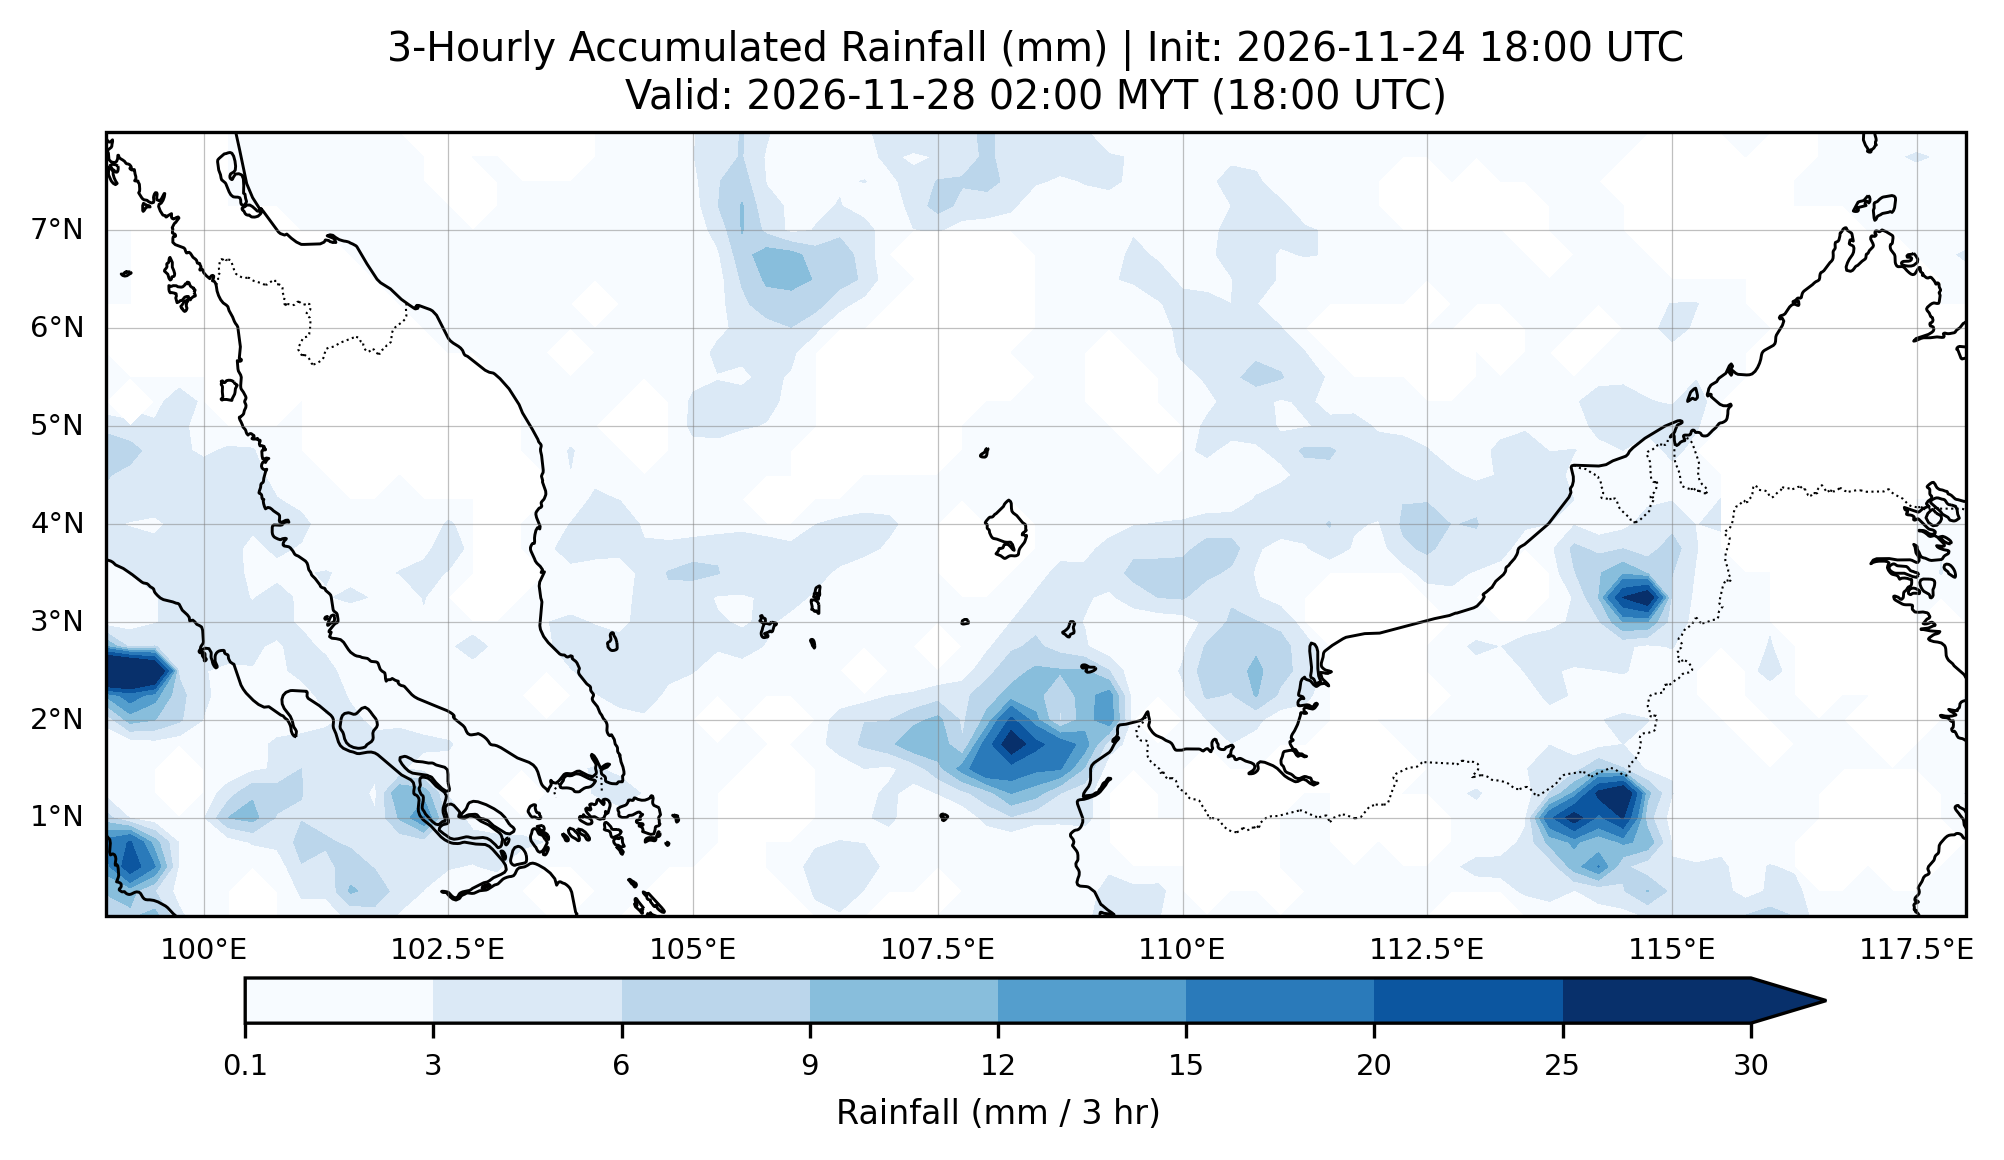 3-Hourly Accumulated Rainfall (mm) | Init: 2026-11-24 18:00 UTC
Valid: 2026-11-28 02:00 MYT (18:00 UTC)
7°N
6°N
5°N
4°N
3°N
2°N
1°N
100°E 102.5°E 105°E 107.5°E 110°E 112.5°E 115°E 117.5°E
0.1 3 6 9 12 15 20 25 30
Rainfall (mm / 3 hr)